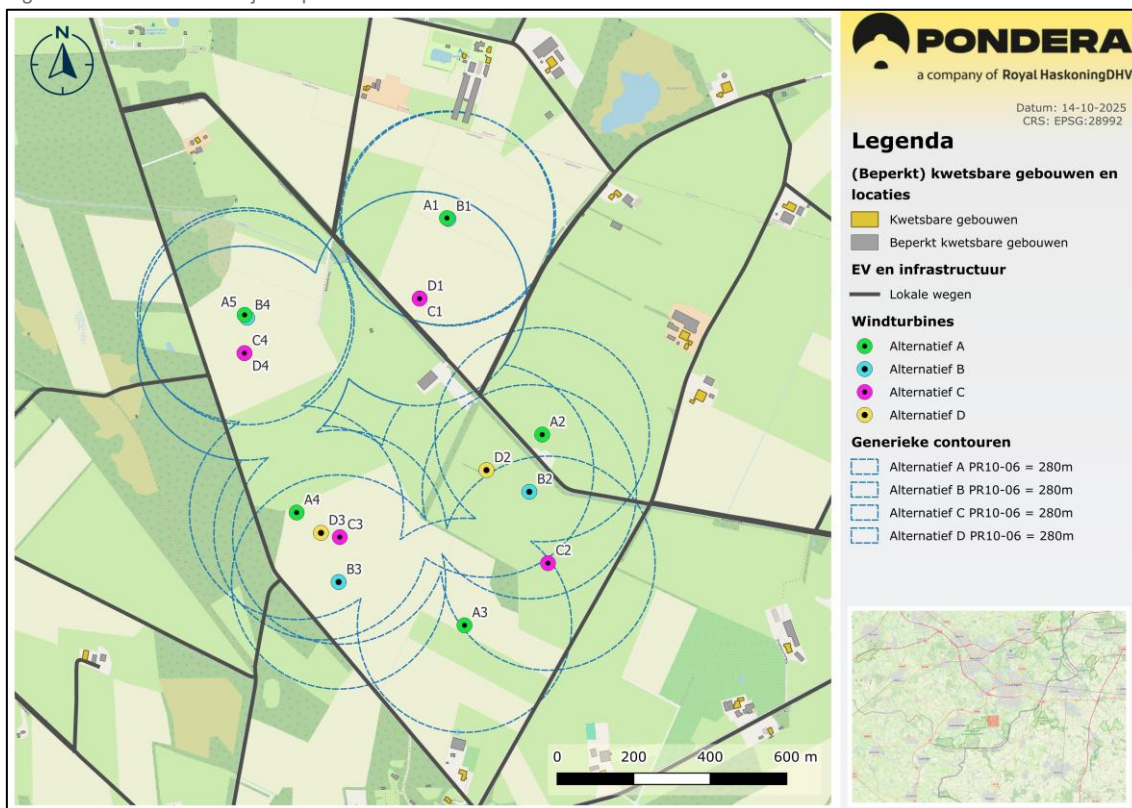 N
A1 B1
D1
C1
A5 B4
C4
D4
A2
D2
B2
A4
D3
C3
B3
C2
A3
0 200 400 600 m
PONDERA
a company of Royal HaskoningDHV
Datum: 14-10-2025
CRS: EPSG:28992
Legenda
(Beperkt) kwetsbare gebouwen en
locaties
Kwetsbare gebouwen
Beperkt kwetsbare gebouwen
EV en infrastructuur
Lokale wegen
Windturbines
Alternatief A
Alternatief B
Alternatief C
Alternatief D
Generieke contouren
Alternatief A PR10-06 = 280m
Alternatief B PR10-06 = 280m
Alternatief C PR10-06 = 280m
Alternatief D PR10-06 = 280m